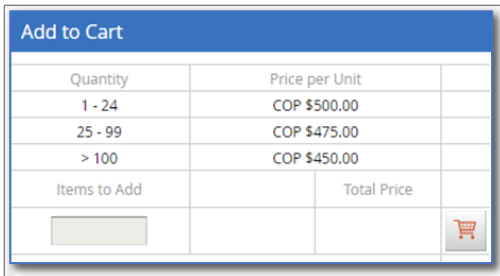 Add to Cart
Quantity Price per Unit
1 - 24 COP $500.00
25 - 99 COP $475.00
> 100 COP $450.00
Items to Add Total Price